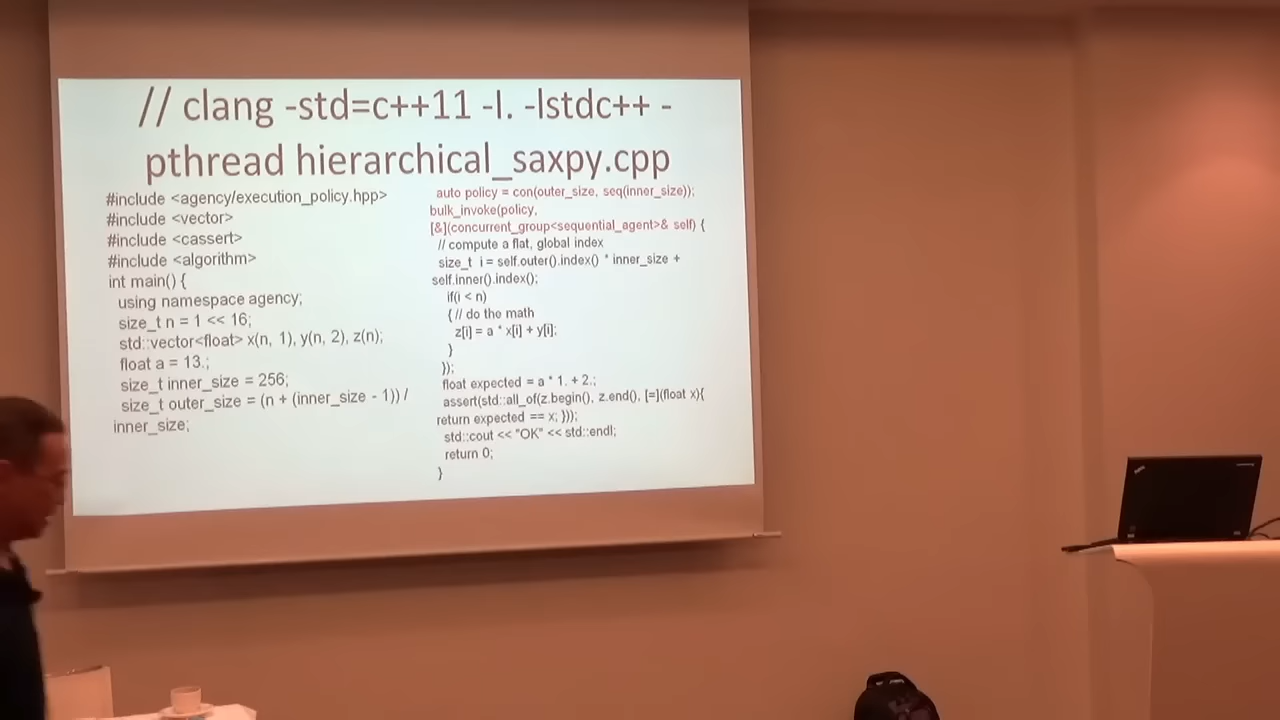 // clang -std=c++11 -I. -lstdc++ -
pthread hierarchical_saxpy.cpp
#include <agency/execution_policy.hpp>
#include <vector>
#include <cassert>
#include <algorithm>
int main() {
using namespace agency;
size_t n = 1 << 16;
std::vector<float> x(n, 1), y(n, 2), z(n);
float a = 13.;
size_t inner_size = 256;
size_t outer_size = (n + (inner_size - 1)) /
inner_size;
auto policy = con(outer_size, seq(inner_size));
bulk_invoke(policy,
[&](concurrent_group<sequential_agent>& self) {
// compute a flat, global index
size_t i = self.outer().index() * inner_size +
self.inner().index();
if(i < n)
{ // do the math
z[i] = a * x[i] + y[i];
}
});
float expected = a * 1. + 2.;
assert(std::all_of(z.begin(), z.end(), [=](float x){
return expected == x; }));
std::cout << "OK" << std::endl;
return 0;
}